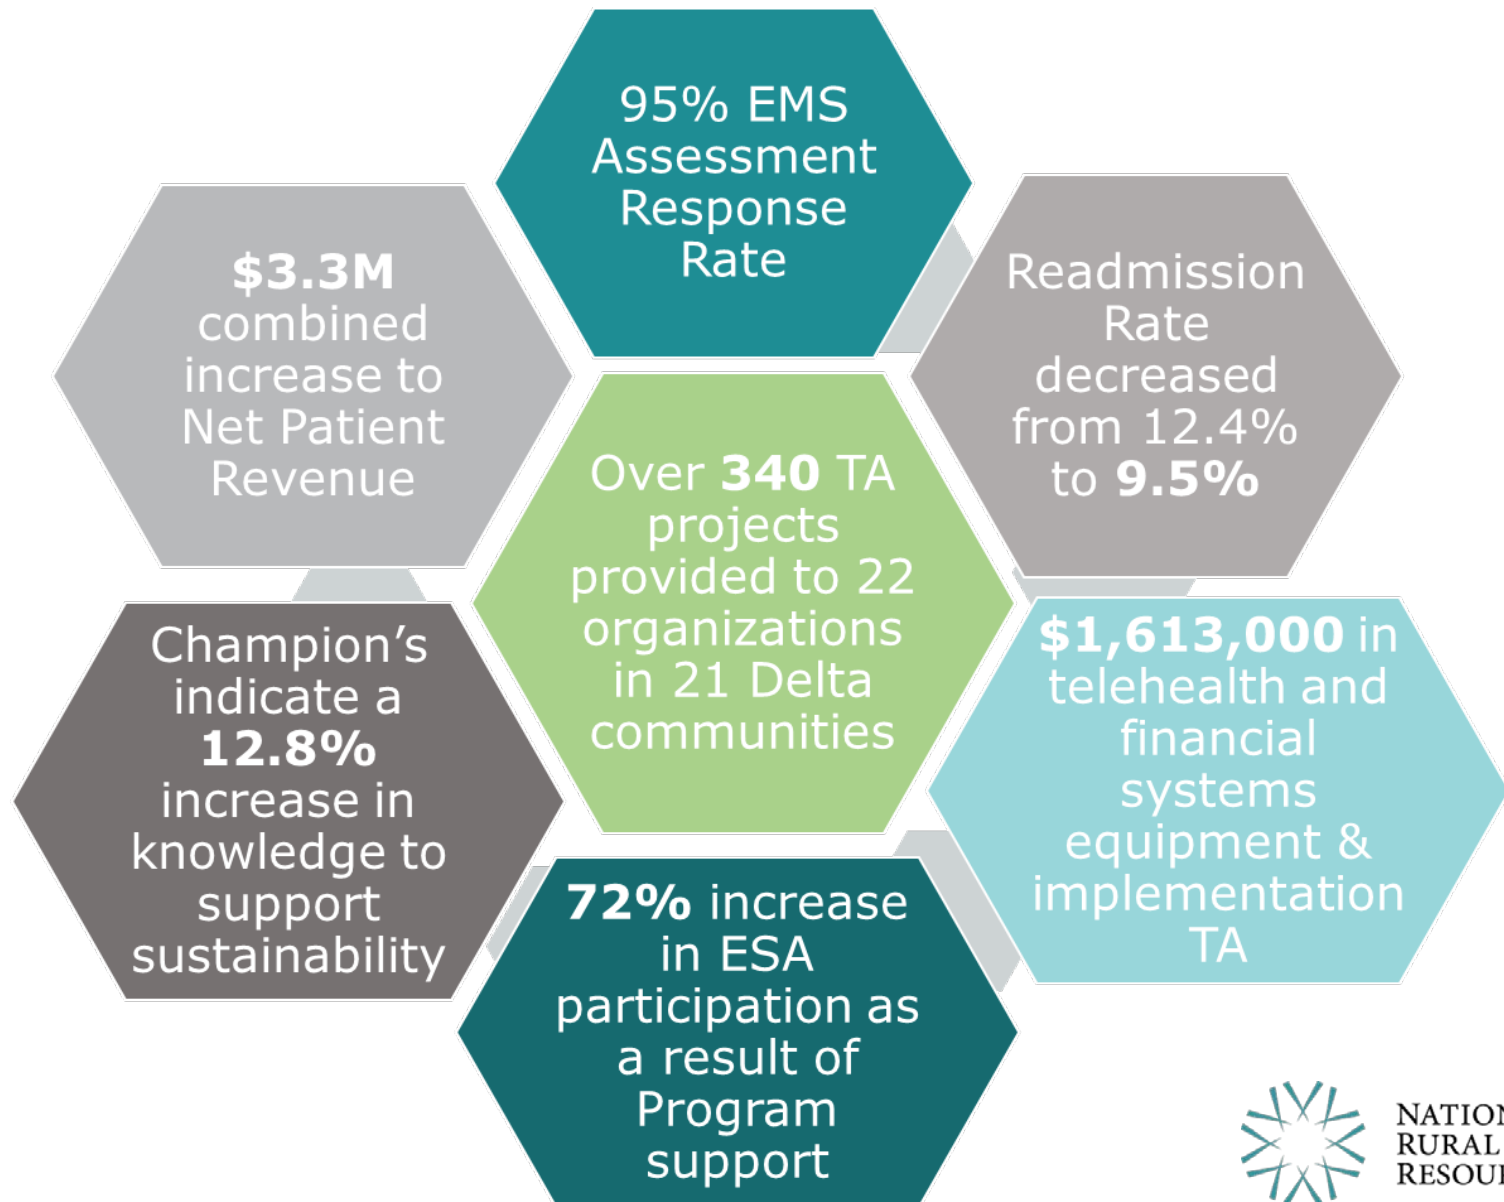 95% EMS
Assessment
Response
Rate
$3.3M
combined
increase to
Net Patient
Revenue
Readmission
Rate
decreased
from 12.4%
to 9.5%
Over 340 TA
projects
provided to 22
organizations
in 21 Delta
communities
Champion’s
indicate a
12.8%
increase in
knowledge to
support
sustainability
$1,613,000 in
telehealth and
financial
systems
equipment &
implementation
TA
72% increase
in ESA
participation as
a result of
Program
support
RURAL